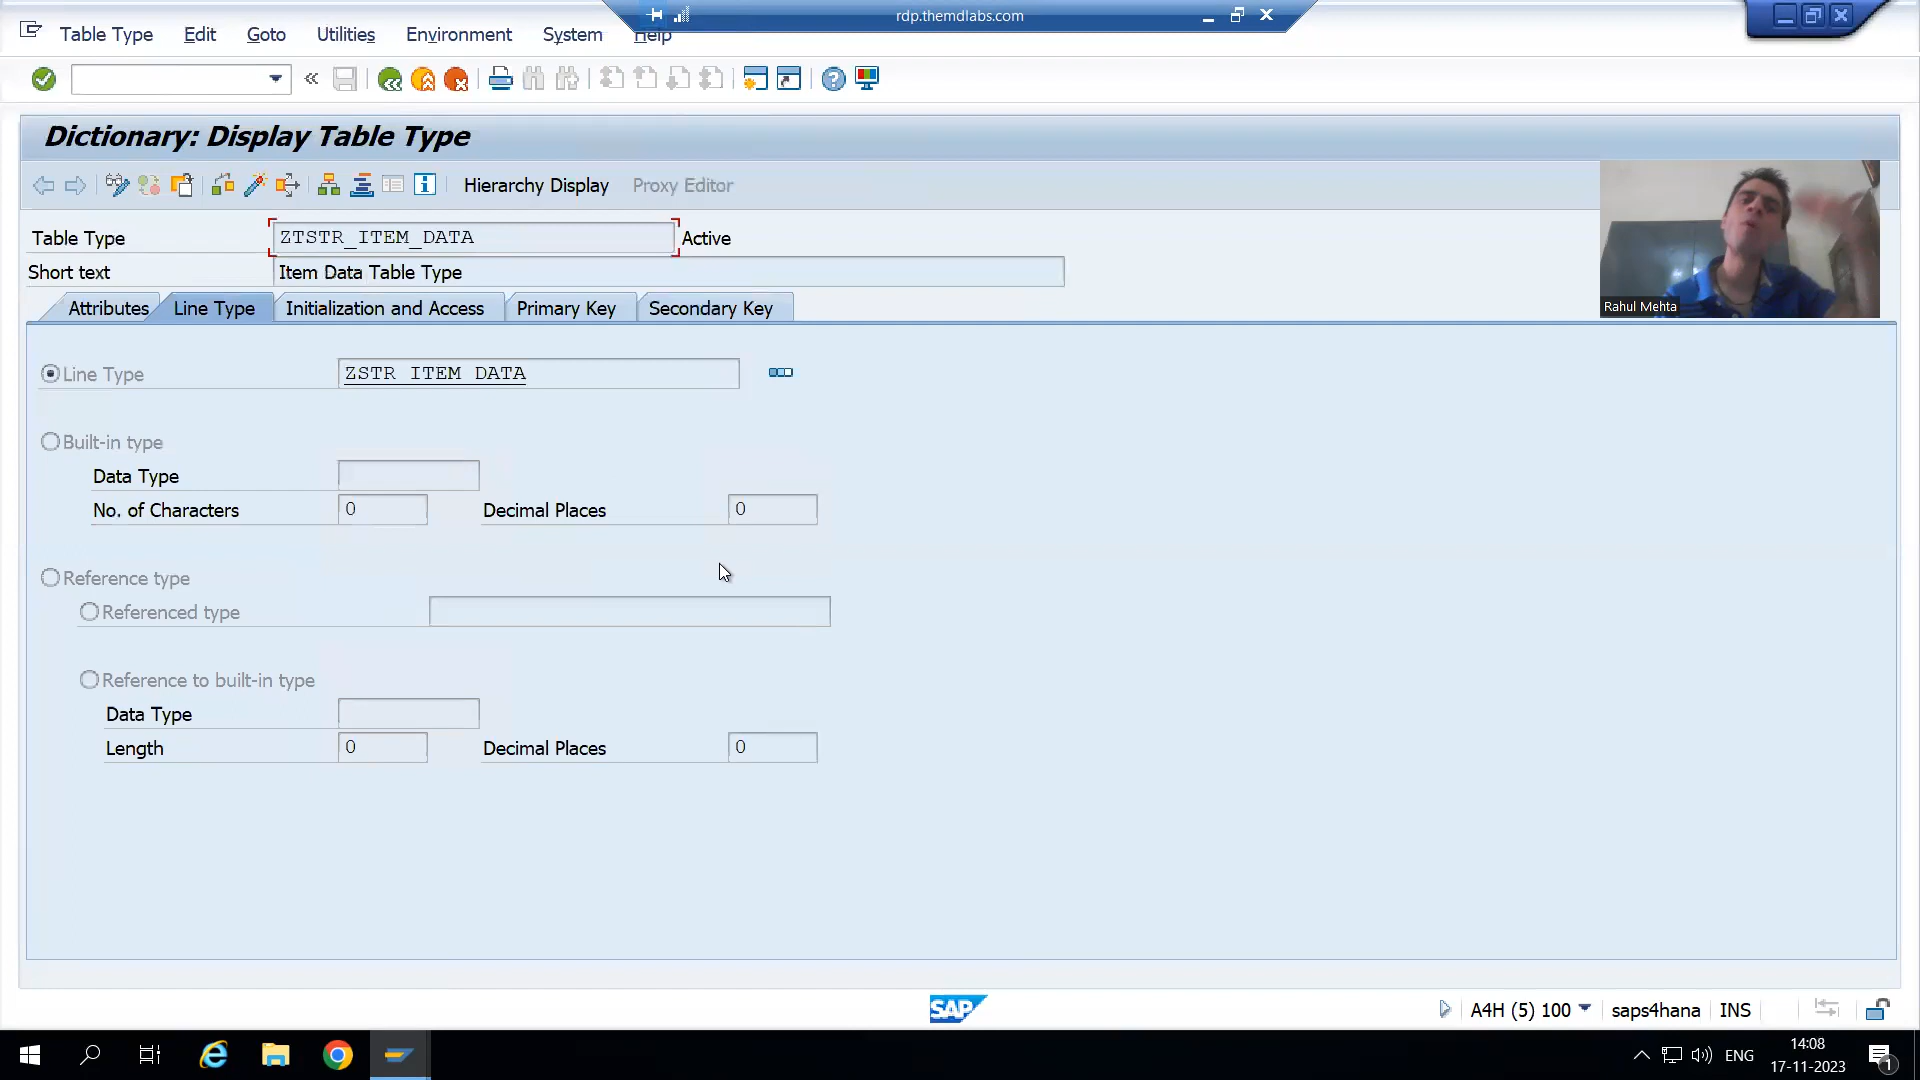 rdp.themdlabs.com
Table Type Edit Goto Utilities Environment System Help
Dictionary: Display Table Type
Hierarchy Display Proxy Editor
Table Type ZTSTR_ITEM_DATA Active
Short text Item Data Table Type
Rahul Mehta
Attributes Line Type Initialization and Access Primary Key Secondary Key
Line Type ZSTR_ITEM_DATA
Built-in type
Data Type
No. of Characters 0 Decimal Places 0
Reference type
Referenced type
Reference to built-in type
Data Type
Length 0 Decimal Places 0
SAP A4H (5) 100 saps4hana INS
14:08
ENG
17-11-2023
1